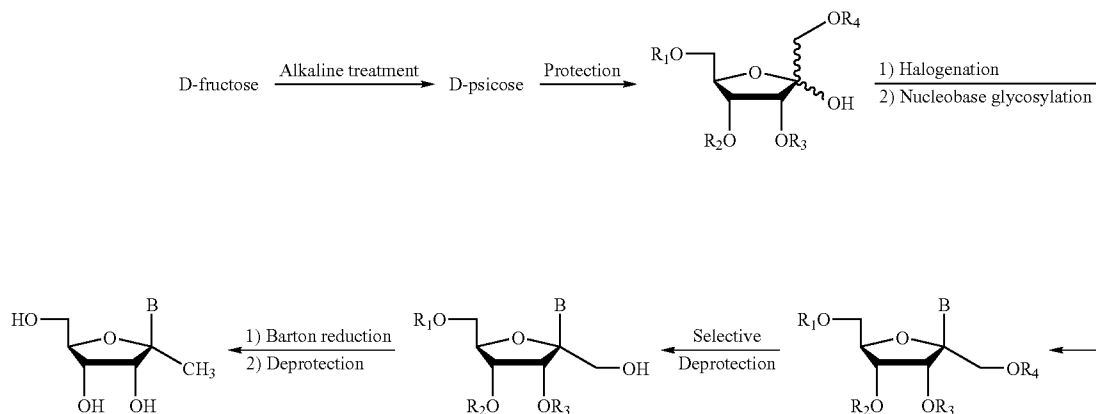 OR4
R1O
O
D-fructose Alkaline treatment D-psicose Protection OH 1) Halogenation
2) Nucleobase glycosylation
R2O OR3
B B B
HO R1O R1O
O O O
1) Barton reduction Selective
2) Deprotection Deprotection
CH3 OH OR4
OH OH R2O OR3 R2O OR3